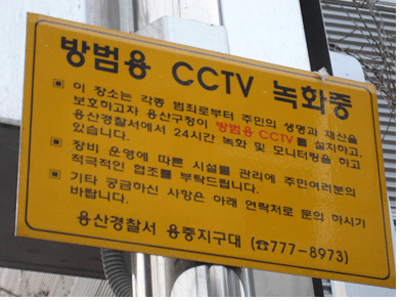 방범용 CCTV 녹화중
▣ 이 장소는 각종 범죄로부터 주민의 생명과 재산을
보호하고자 용산구청이 방범용 CCTV를 설치하고,
용산경찰서에서 24시간 녹화 및 모니터링을 하고
있습니다.
▣ 장비 운영에 따른 시설물 관리에 주민여러분의
적극적인 협조를 부탁드립니다.
▣ 기타 궁금하신 사항은 아래 연락처로 문의 하시기
바랍니다.
용산경찰서 용중지구대 (☎777-8973)